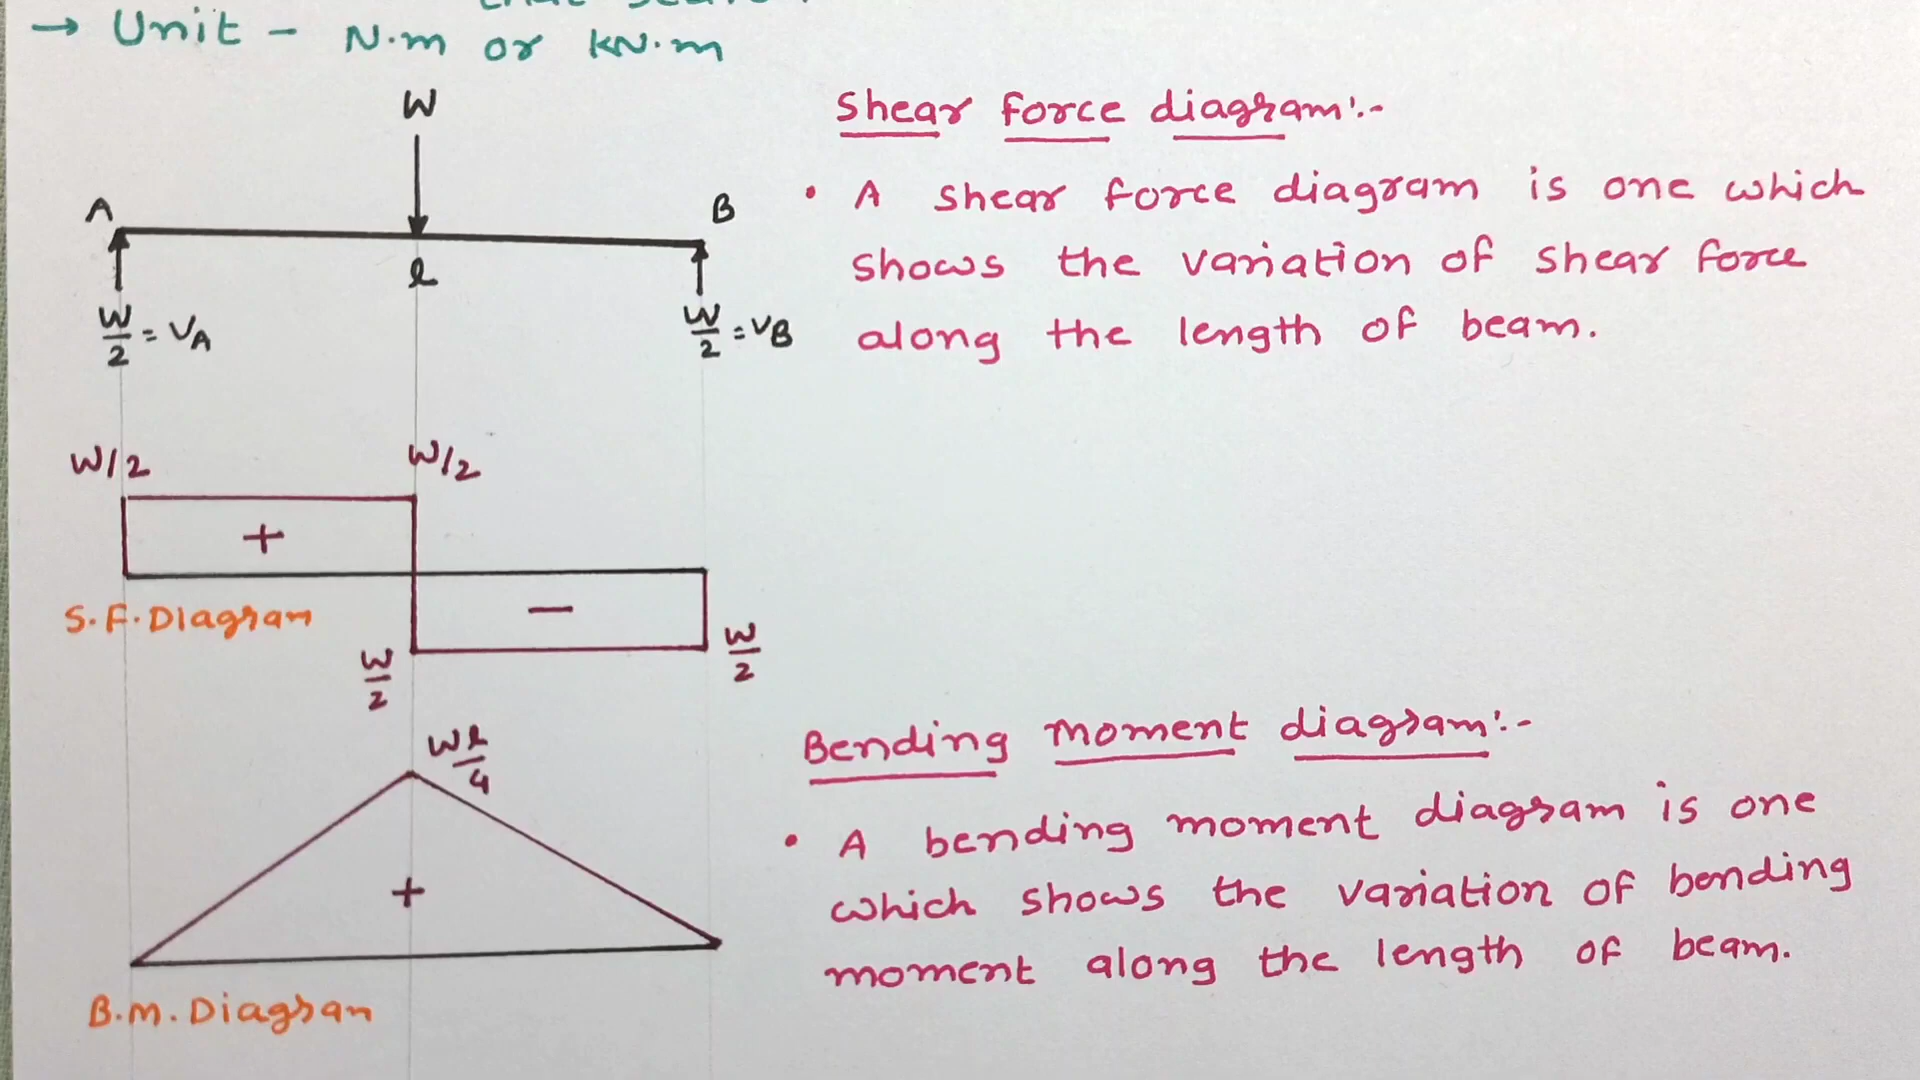 → Unit - N.m or kN.m
W
A
B
l
W/2 = VA
W/2 = VB
Shear force diagram:-
• A shear force diagram is one which
shows the variation of shear force
along the length of beam.
W/2
W/2
+
−
S.F. Diagram
W/2
W/2
Wl/4
+
B.M. Diagram
Bending moment diagram:-
• A bending moment diagram is one
which shows the variation of bending
moment along the length of beam.